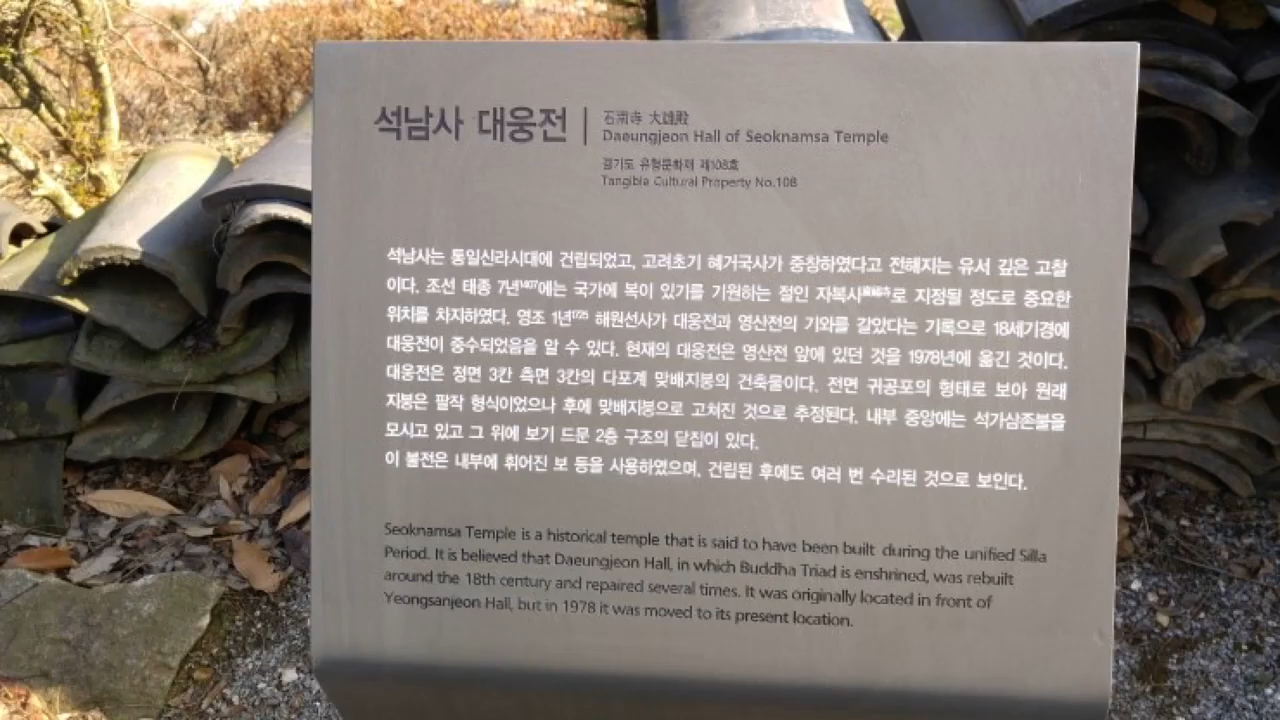 석남사 대웅전
石南寺 大雄殿
Daeungjeon Hall of Seoknamsa Temple
경기도 유형문화재 제108호
Tangible Cultural Property No.108
석남사는 통일신라시대에 건립되었고, 고려초기 혜거국사가 중창하였다고 전해지는 유서 깊은 고찰
이다. 조선 태종 7년1407에는 국가에 복이 있기를 기원하는 절인 자복사資福寺로 지정될 정도로 중요한
위치를 차지하였다. 영조 1년1725 해원선사가 대웅전과 영산전의 기와를 갈았다는 기록으로 18세기경에
대웅전이 중수되었음을 알 수 있다. 현재의 대웅전은 영산전 앞에 있던 것을 1978년에 옮긴 것이다.
대웅전은 정면 3칸 측면 3칸의 다포계 맞배지붕의 건축물이다. 전면 귀공포의 형태로 보아 원래
지붕은 팔작 형식이었으나 후에 맞배지붕으로 고쳐진 것으로 추정된다. 내부 중앙에는 석가삼존불을
모시고 있고 그 위에 보기 드문 2층 구조의 닫집이 있다.
이 불전은 내부에 휘어진 보 등을 사용하였으며, 건립된 후에도 여러 번 수리된 것으로 보인다.
Seoknamsa Temple is a historical temple that is said to have been built during the unified Silla
Period. It is believed that Daeungjeon Hall, in which Buddha Triad is enshrined, was rebuilt
around the 18th century and repaired several times. It was originally located in front of
Yeongsanjeon Hall, but in 1978 it was moved to its present location.